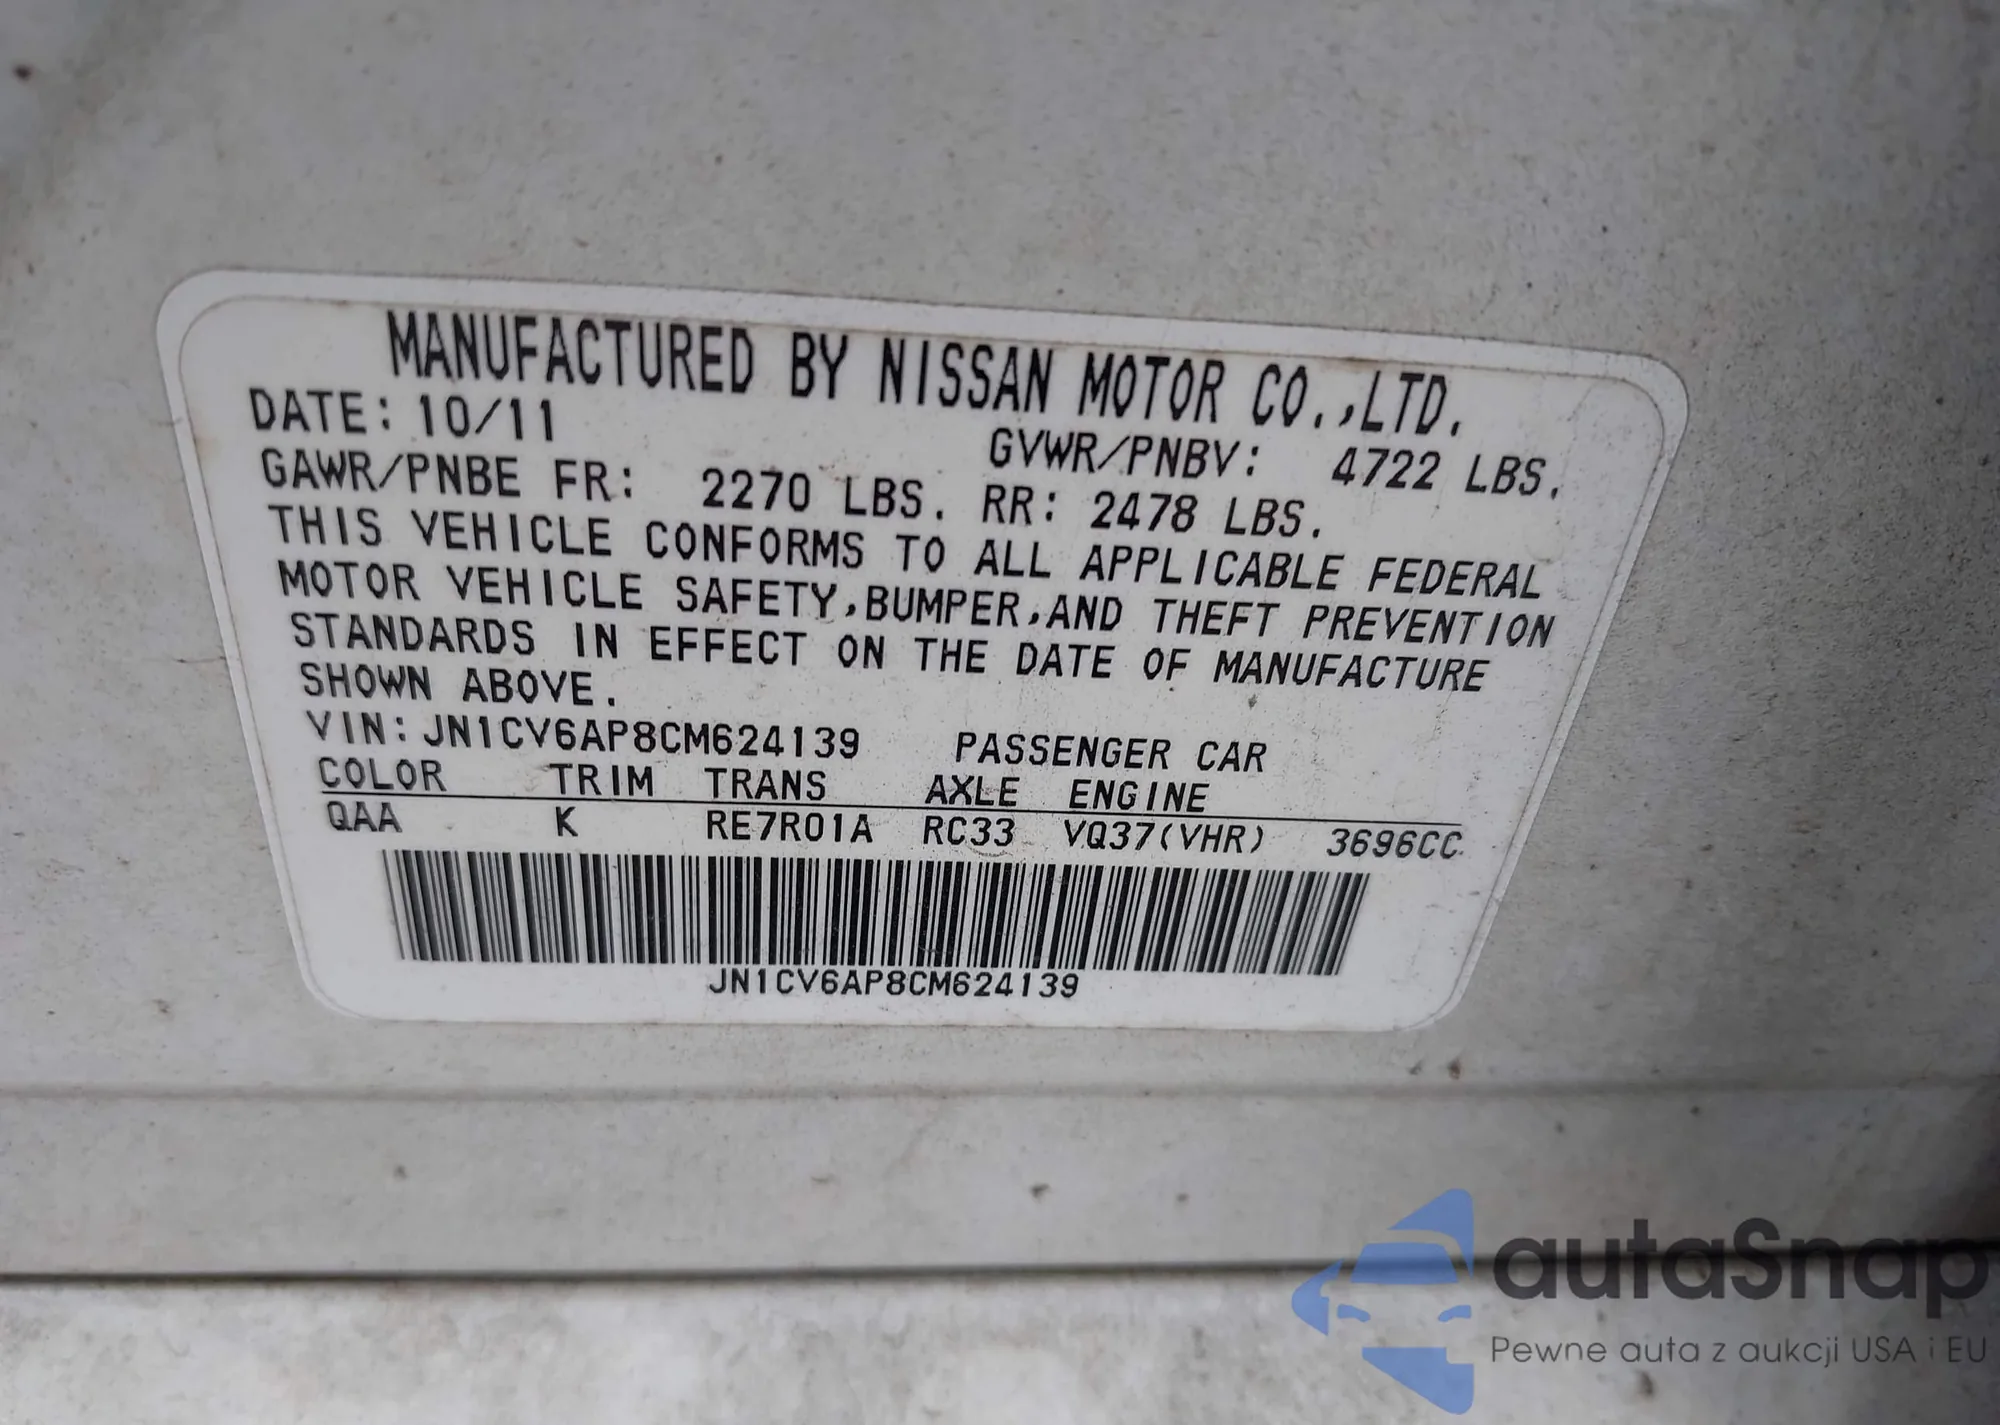 MANUFACTURED BY NISSAN MOTOR CO.,LTD.
DATE: 10/11 GVWR/PNBV: 4722 LBS.
GAWR/PNBE FR: 2270 LBS. RR: 2478 LBS.
THIS VEHICLE CONFORMS TO ALL APPLICABLE FEDERAL
MOTOR VEHICLE SAFETY,BUMPER,AND THEFT PREVENTION
STANDARDS IN EFFECT ON THE DATE OF MANUFACTURE
SHOWN ABOVE.
VIN: JN1CV6AP8CM624139 PASSENGER CAR
COLOR TRIM TRANS AXLE ENGINE
QAA K RE7R01A RC33 VQ37(VHR) 3696CC
JN1CV6AP8CM624139
autaSnap
Pewne auta z aukcji USA i EU